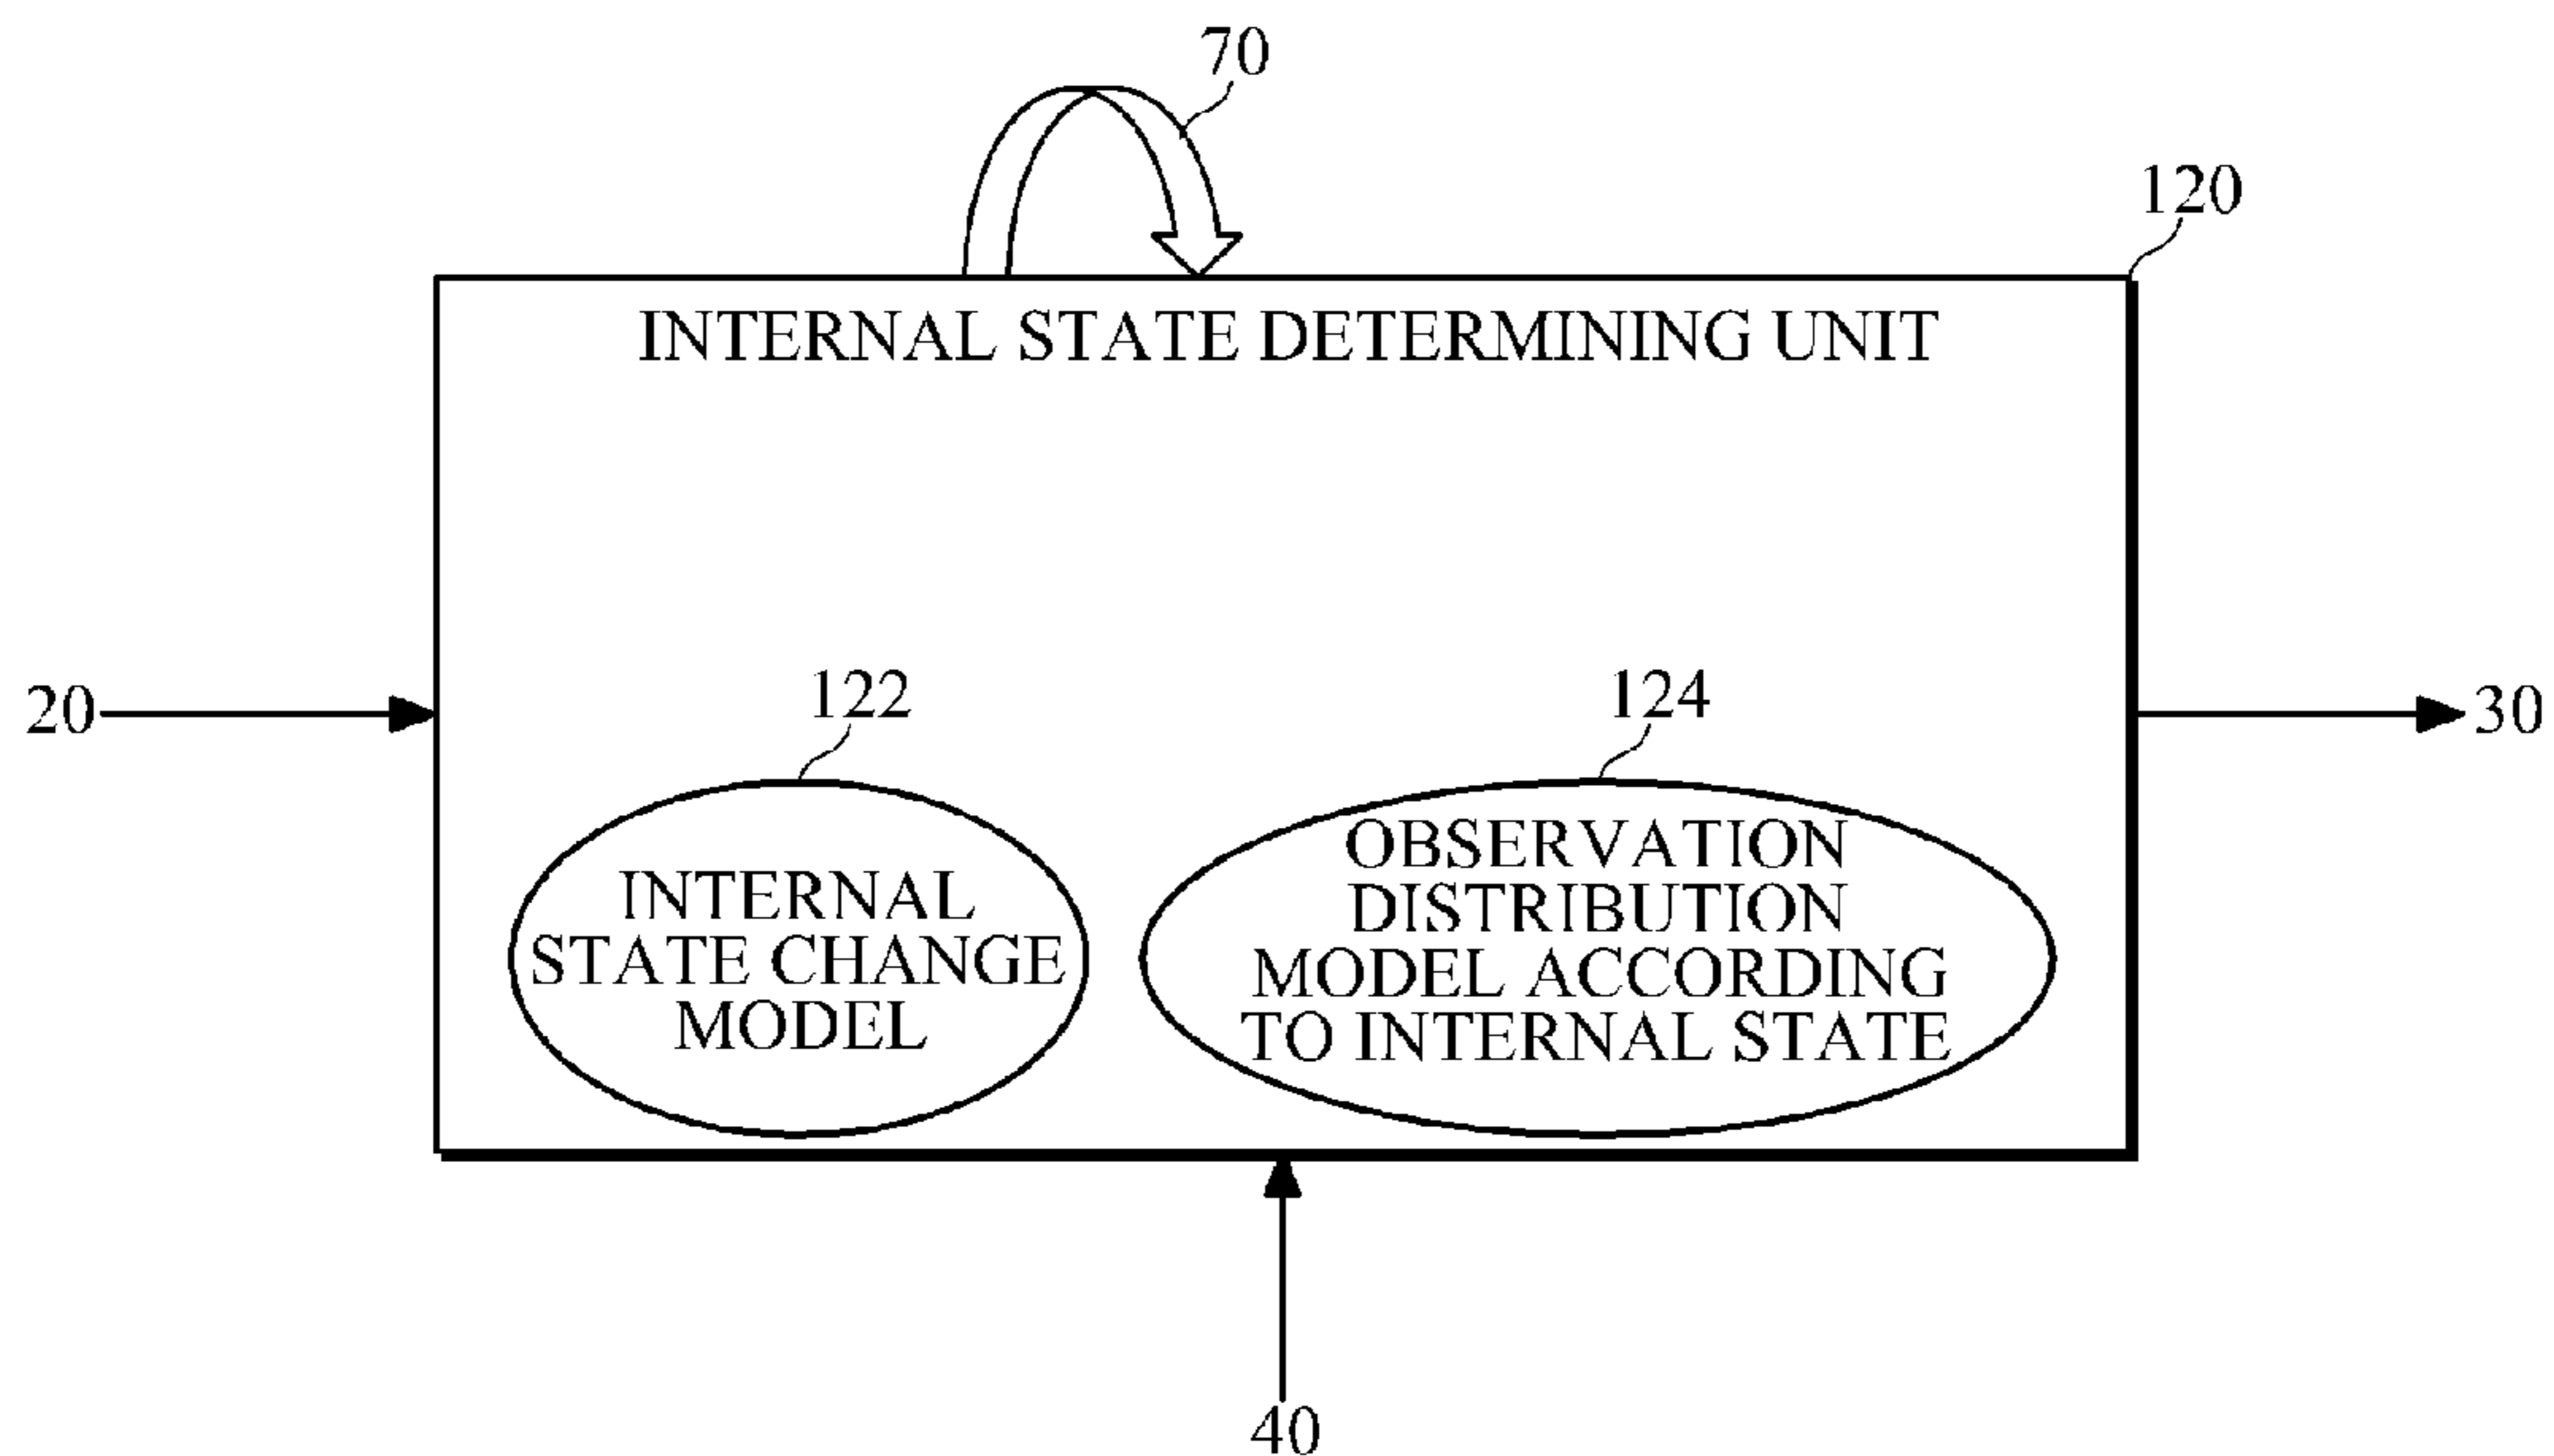 70
120
INTERNAL STATE DETERMINING UNIT
20
122
124
30
INTERNAL
STATE CHANGE
MODEL
OBSERVATION
DISTRIBUTION
MODEL ACCORDING
TO INTERNAL STATE
40